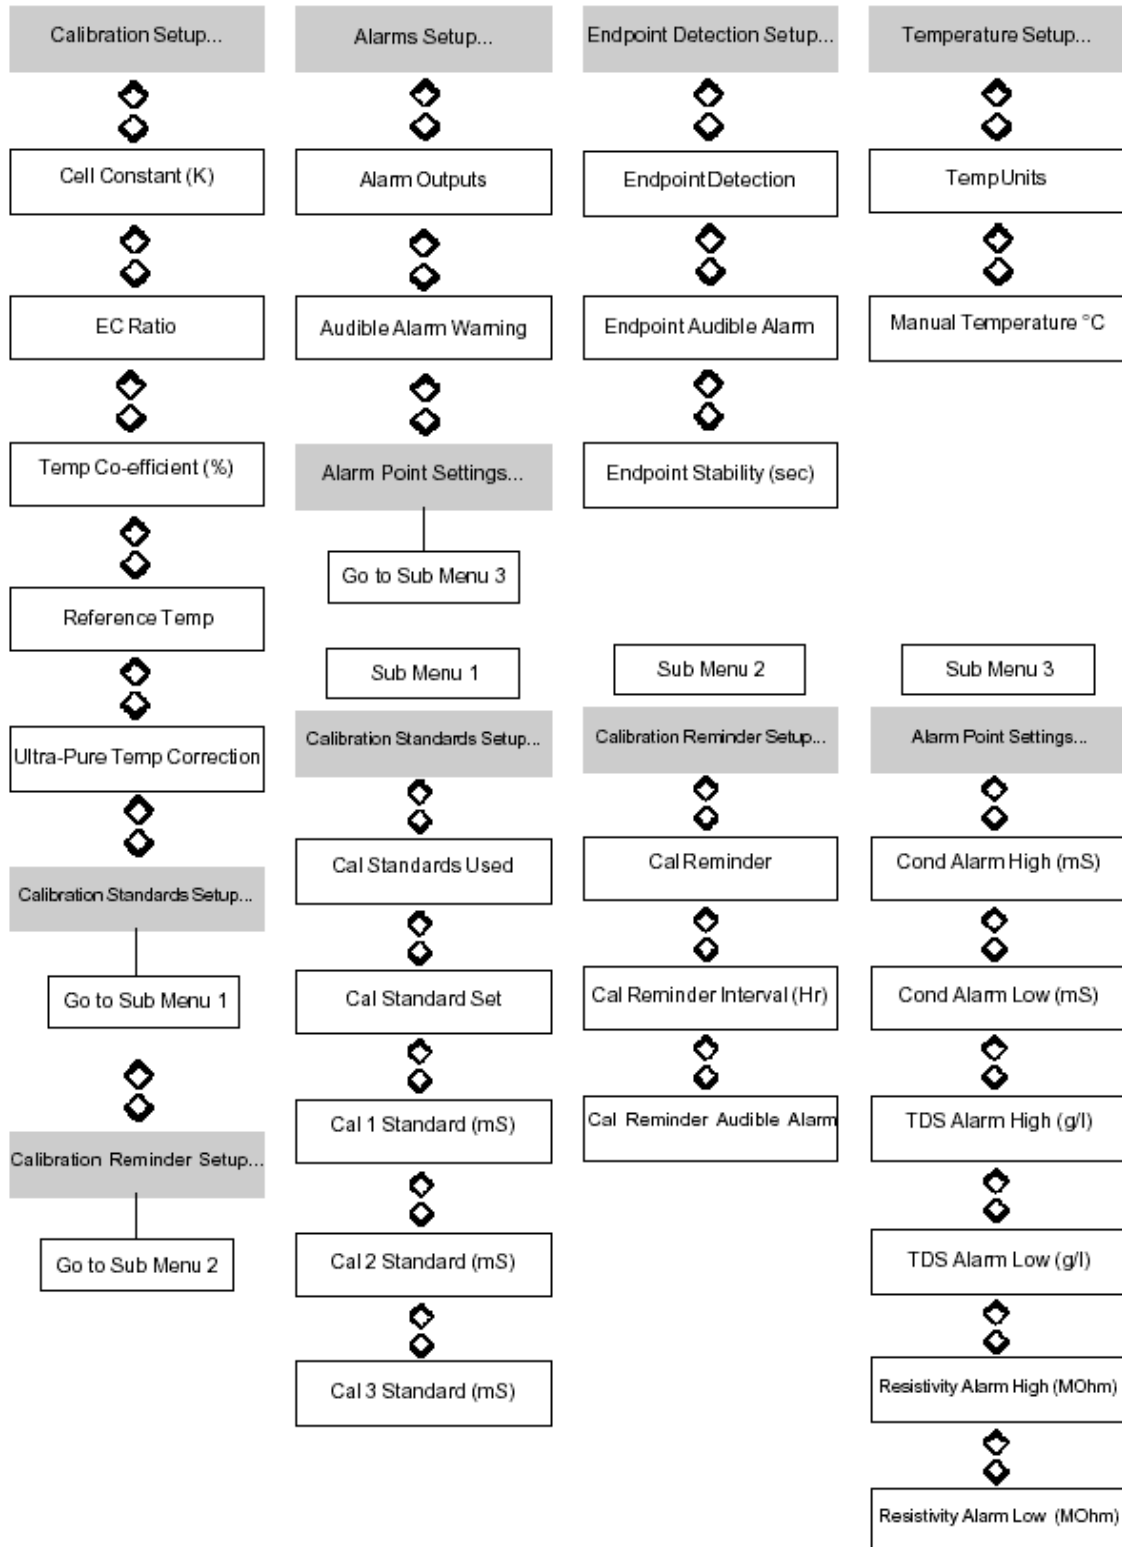 Calibration Setup...
Cell Constant (K)
EC Ratio
Temp Co-efficient (%)
Reference Temp
Ultra-Pure Temp Correction
Calibration Standards Setup...
Go to Sub Menu 1
Calibration Reminder Setup...
Go to Sub Menu 2
Alarms Setup...
Alarm Outputs
Audible Alarm Warning
Alarm Point Settings...
Go to Sub Menu 3
Endpoint Detection Setup...
Endpoint Detection
Endpoint Audible Alarm
Endpoint Stability (sec)
Temperature Setup...
Temp Units
Manual Temperature °C
Sub Menu 1
Calibration Standards Setup...
Cal Standards Used
Cal Standard Set
Cal 1 Standard (mS)
Cal 2 Standard (mS)
Cal 3 Standard (mS)
Sub Menu 2
Calibration Reminder Setup...
Cal Reminder
Cal Reminder Interval (Hr)
Cal Reminder Audible Alarm
Sub Menu 3
Alarm Point Settings...
Cond Alarm High (mS)
Cond Alarm Low (mS)
TDS Alarm High (g/l)
TDS Alarm Low (g/l)
Resistivity Alarm High (MOhm)
Resistivity Alarm Low (MOhm)